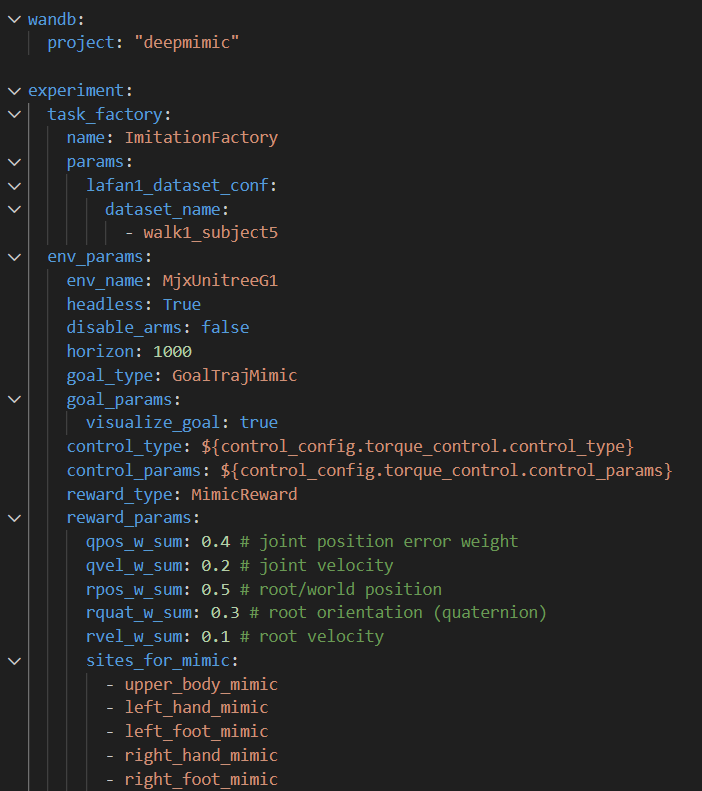 wandb:
project: "deepmimic"
experiment:
task_factory:
name: ImitationFactory
params:
lafan1_dataset_conf:
dataset_name:
- walk1_subject5
env_params:
env_name: MjxUnitreeG1
headless: True
disable_arms: false
horizon: 1000
goal_type: GoalTrajMimic
goal_params:
visualize_goal: true
control_type: ${control_config.torque_control.control_type}
control_params: ${control_config.torque_control.control_params}
reward_type: MimicReward
reward_params:
qpos_w_sum: 0.4 # joint position error weight
qvel_w_sum: 0.2 # joint velocity
rpos_w_sum: 0.5 # root/world position
rquat_w_sum: 0.3 # root orientation (quaternion)
rvel_w_sum: 0.1 # root velocity
sites_for_mimic:
- upper_body_mimic
- left_hand_mimic
- left_foot_mimic
- right_hand_mimic
- right_foot_mimic